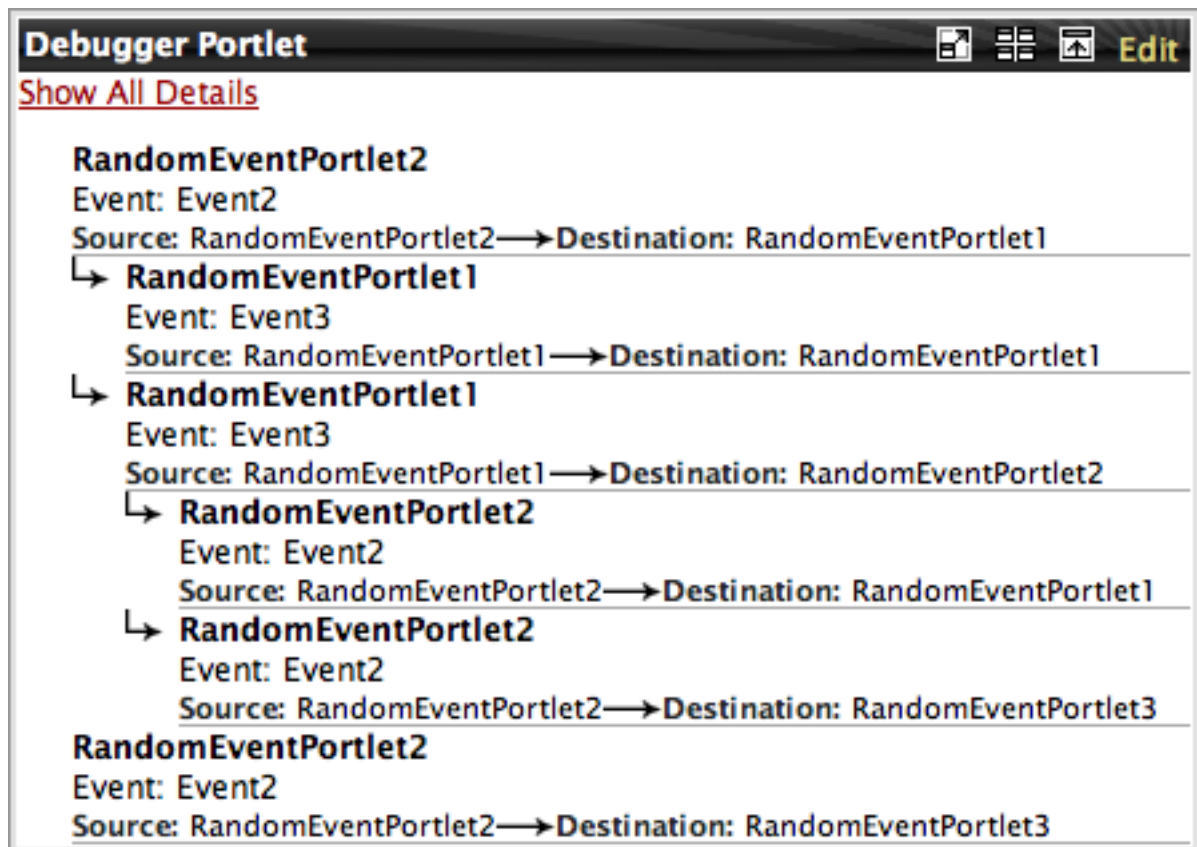 Debugger Portlet Edit
Show All Details
RandomEventPortlet2
Event: Event2
Source: RandomEventPortlet2 Destination: RandomEventPortlet1
RandomEventPortlet1
Event: Event3
Source: RandomEventPortlet1 Destination: RandomEventPortlet1
RandomEventPortlet1
Event: Event3
Source: RandomEventPortlet1 Destination: RandomEventPortlet2
RandomEventPortlet2
Event: Event2
Source: RandomEventPortlet2 Destination: RandomEventPortlet1
RandomEventPortlet2
Event: Event2
Source: RandomEventPortlet2 Destination: RandomEventPortlet3
RandomEventPortlet2
Event: Event2
Source: RandomEventPortlet2 Destination: RandomEventPortlet3